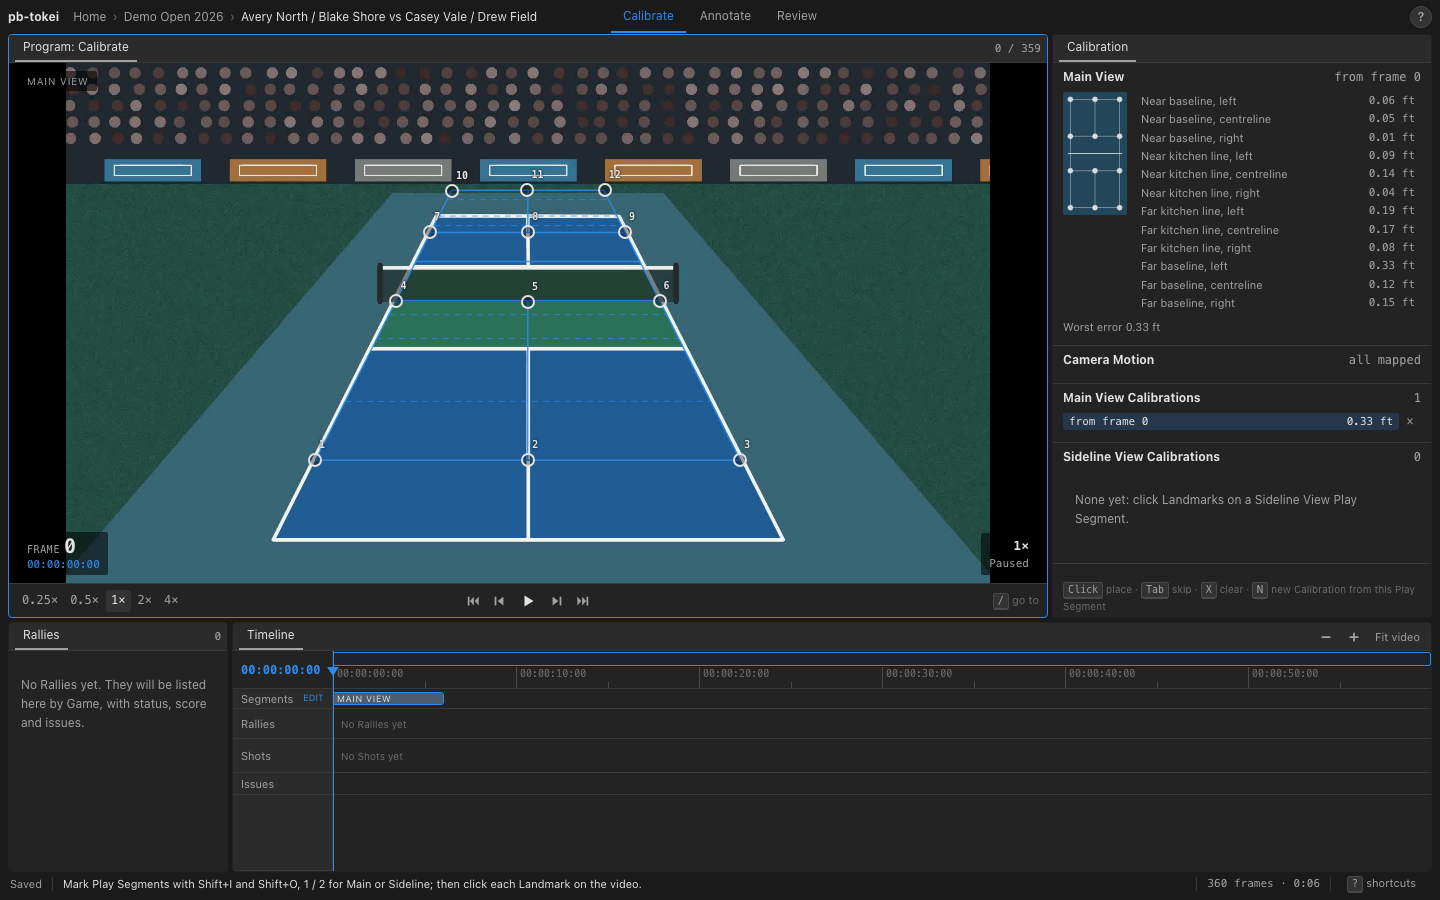 pb-tokei Home › Demo Open 2026 › Avery North / Blake Shore vs Casey Vale / Drew Field
Calibrate Annotate Review
?
Program: Calibrate 0 / 359
MAIN VIEW
10 11 12
7 8 9
4 5 6
1 2 3
FRAME 0
00:00:00:00
1×
Paused
0.25× 0.5× 1× 2× 4×
/ go to
Calibration
Main View from frame 0
Near baseline, left 0.06 ft
Near baseline, centreline 0.05 ft
Near baseline, right 0.01 ft
Near kitchen line, left 0.09 ft
Near kitchen line, centreline 0.14 ft
Near kitchen line, right 0.04 ft
Far kitchen line, left 0.19 ft
Far kitchen line, centreline 0.17 ft
Far kitchen line, right 0.08 ft
Far baseline, left 0.33 ft
Far baseline, centreline 0.12 ft
Far baseline, right 0.15 ft
Worst error 0.33 ft
Camera Motion all mapped
Main View Calibrations 1
from frame 0 0.33 ft ×
Sideline View Calibrations 0
None yet: click Landmarks on a Sideline View Play
Segment.
Click place · Tab skip · X clear · N new Calibration from this Play
Segment
Rallies 0
No Rallies yet. They will be listed
here by Game, with status, score
and issues.
Timeline − + Fit video
00:00:00:00 00:00:00:00 00:00:10:00 00:00:20:00 00:00:30:00 00:00:40:00 00:00:50:00
Segments EDIT MAIN VIEW
Rallies No Rallies yet
Shots No Shots yet
Issues
Saved Mark Play Segments with Shift+I and Shift+O, 1 / 2 for Main or Sideline; then click each Landmark on the video.
360 frames · 0:06 ? shortcuts